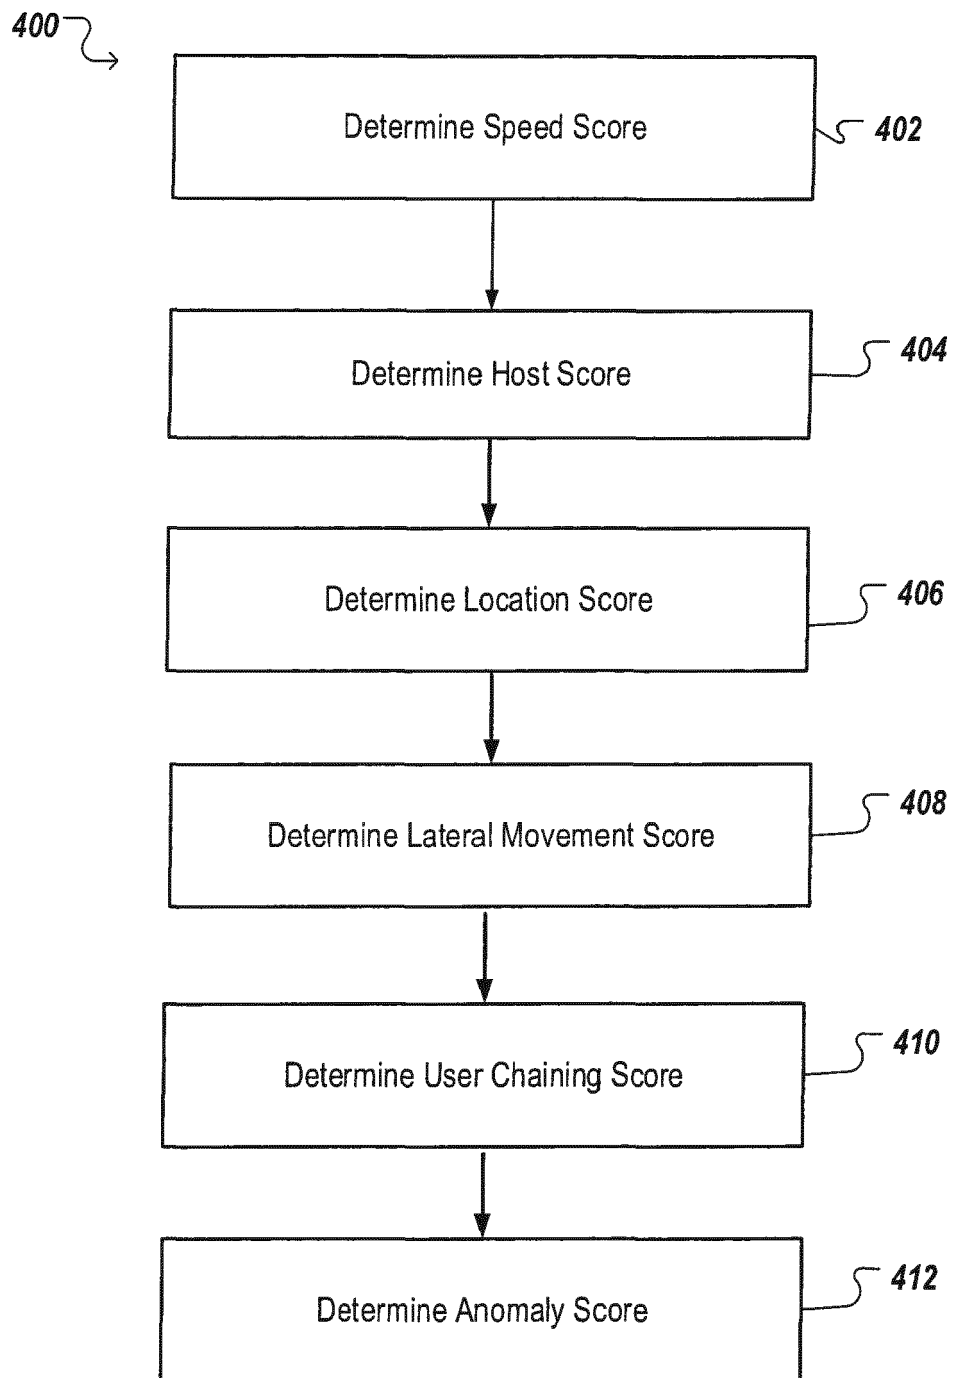 400
Determine Speed Score
402
Determine Host Score
404
Determine Location Score
406
Determine Lateral Movement Score
408
Determine User Chaining Score
410
Determine Anomaly Score
412